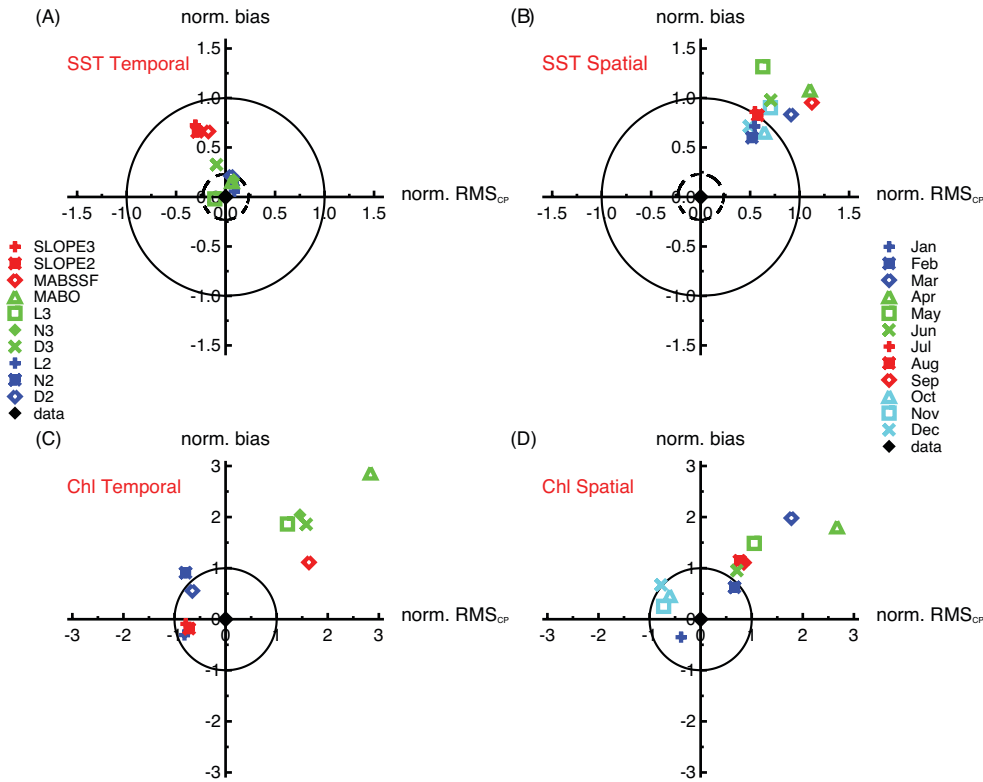 (A)
norm. bias
SST Temporal
1.5
1.0
0.5
0.0
-0.5
-1.0
-1.5
-1.5 -1.0 -0.5 0.0 0.5 1.0 1.5
norm. RMSCP
(B)
norm. bias
SST Spatial
1.5
1.0
0.5
0.0
-0.5
-1.0
-1.5
-1.5 -1.0 -0.5 0.0 0.5 1.0 1.5
norm. RMSCP
SLOPE3
SLOPE2
MABSSF
MABO
L3
N3
D3
L2
N2
D2
data
Jan
Feb
Mar
Apr
May
Jun
Jul
Aug
Sep
Oct
Nov
Dec
data
(C)
norm. bias
Chl Temporal
3
2
1
0
-1
-2
-3
-3 -2 -1 0 1 2 3
norm. RMSCP
(D)
norm. bias
Chl Spatial
3
2
1
0
-1
-2
-3
-3 -2 -1 0 1 2 3
norm. RMSCP